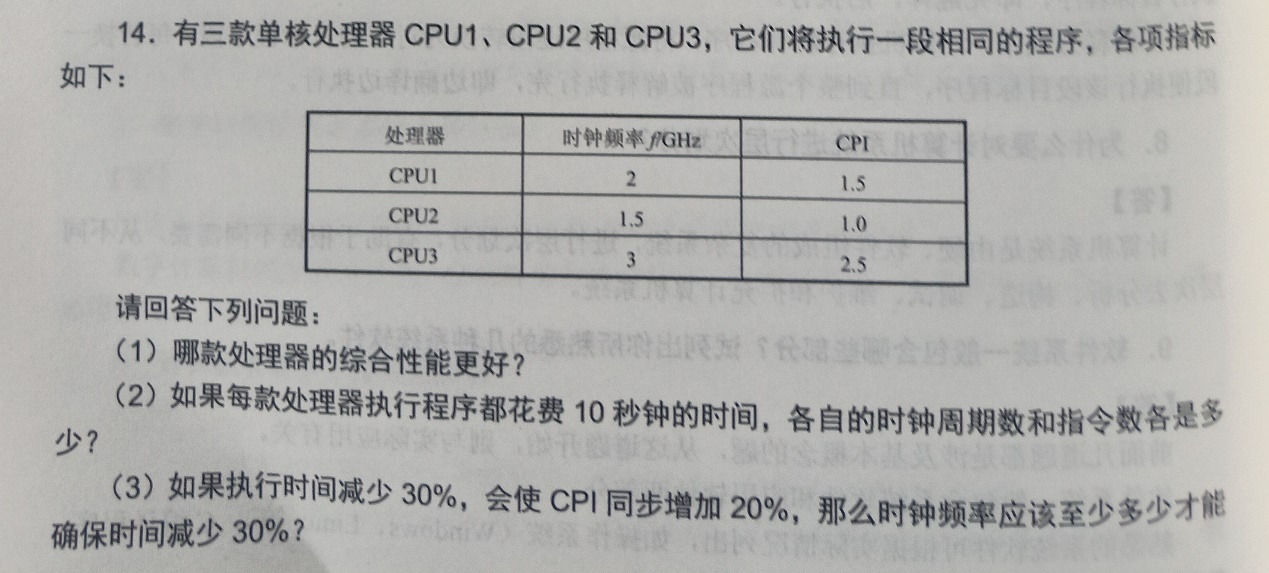 14. 有三款单核处理器 CPU1、CPU2 和 CPU3，它们将执行一段相同的程序，各项指标
如下：
处理器 时钟频率 f/GHz CPI
CPU1 2 1.5
CPU2 1.5 1.0
CPU3 3 2.5
请回答下列问题：
（1）哪款处理器的综合性能更好？
（2）如果每款处理器执行程序都花费 10 秒钟的时间，各自的时钟周期数和指令数各是多
少？
（3）如果执行时间减少 30%，会使 CPI 同步增加 20%，那么时钟频率应该至少多少才能
确保时间减少 30%？